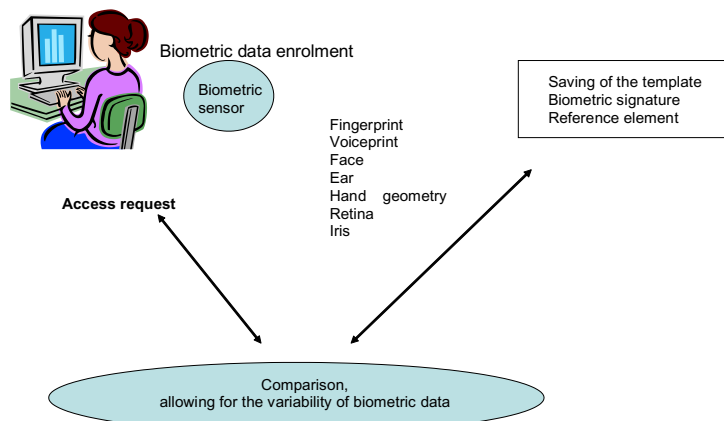 Biometric data enrolment
Biometric
sensor
Saving of the template
Biometric signature
Reference element
Fingerprint
Voiceprint
Face
Ear
Hand geometry
Retina
Iris
Access request
Comparison,
allowing for the variability of biometric data